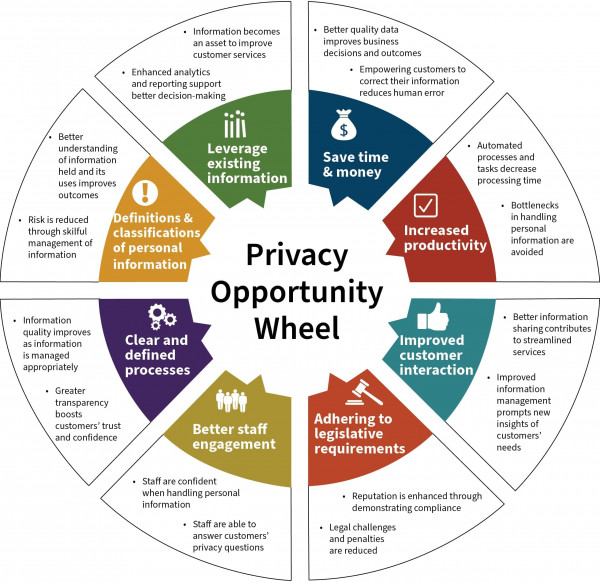 Privacy
Opportunity
Wheel
Save time
& money
• Better quality data
improves business
decisions and outcomes
• Empowering customers to
correct their information
reduces human error
Increased
productivity
• Automated
processes and
tasks decrease
processing time
• Bottlenecks
in handling
personal
information are
avoided
Improved
customer
interaction
• Better information
sharing contributes
to streamlined
services
• Improved
information
management
prompts new
insights of
customers'
needs
Adhering to
legislative
requirements
• Reputation is enhanced through
demonstrating compliance
• Legal challenges
and penalties
are reduced
Better staff
engagement
• Staff are confident
when handling personal
information
• Staff are able to
answer customers'
privacy questions
Clear and
defined
processes
• Information
quality improves
as information
is managed
appropriately
• Greater
transparency
boosts
customers' trust
and confidence
Definitions &
classifications
of personal
information
• Better
understanding
of information
held and its
uses improves
outcomes
• Risk is reduced
through skilful
management of
information
Leverage
existing
information
• Information becomes
an asset to improve
customer services
• Enhanced analytics
and reporting support
better decision-making